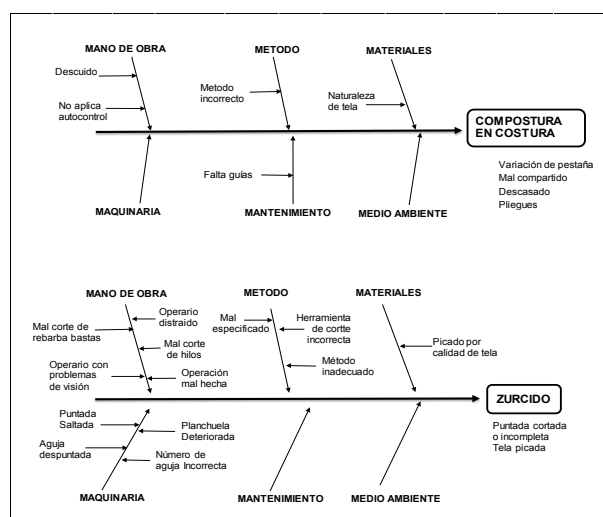 MANO DE OBRA
METODO
MATERIALES
Descuido
No aplica
autocontrol
Metodo
incorrecto
Naturaleza
de tela
COMPOSTURA
EN COSTURA
Variación de pestaña
Mal compartido
Descasado
Pliegues
Falta guías
MAQUINARIA
MANTENIMIENTO
MEDIO AMBIENTE
MANO DE OBRA
METODO
MATERIALES
Operario
distraido
Mal corte de
rebarba bastas
Mal corte
de hilos
Operario con
problemas
de visión
Operación
mal hecha
Mal
especificado
Herramienta
de cortte
incorrecta
Método
inadecuado
Picado por
calidad de tela
ZURCIDO
Puntada cortada
o incompleta
Tela picada
Puntada
Saltada
Planchuela
Deteriorada
Aguja
despuntada
Número de
aguja Incorrecta
MAQUINARIA
MANTENIMIENTO
MEDIO AMBIENTE